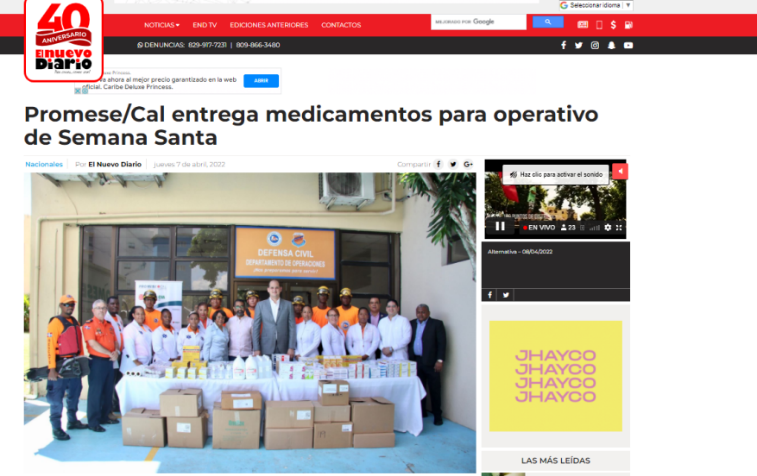 Seleccionar idioma
40
ANIVERSARIO
El NUEVO
Diario
NOTICIAS
END TV
EDICIONES ANTERIORES
CONTACTOS
MEJORADO POR Google
DENUNCIAS: 829-917-7231 | 809-866-3480
ahora al mejor precio garantizado en la web
oficial. Caribe Deluxe Princess.
ABRIR
Promese/Cal entrega medicamentos para operativo
de Semana Santa
Nacionales
Por El Nuevo Diario
jueves 7 de abril, 2022
Compartir
DEFENSA CIVIL
DEPARTAMENTO DE OPERACIONES
Haz clic para activar el sonido
EN VIVO
23
Alternativa - 08/04/2022
JHAYCO
JHAYCO
JHAYCO
JHAYCO
LAS MÁS LEÍDAS